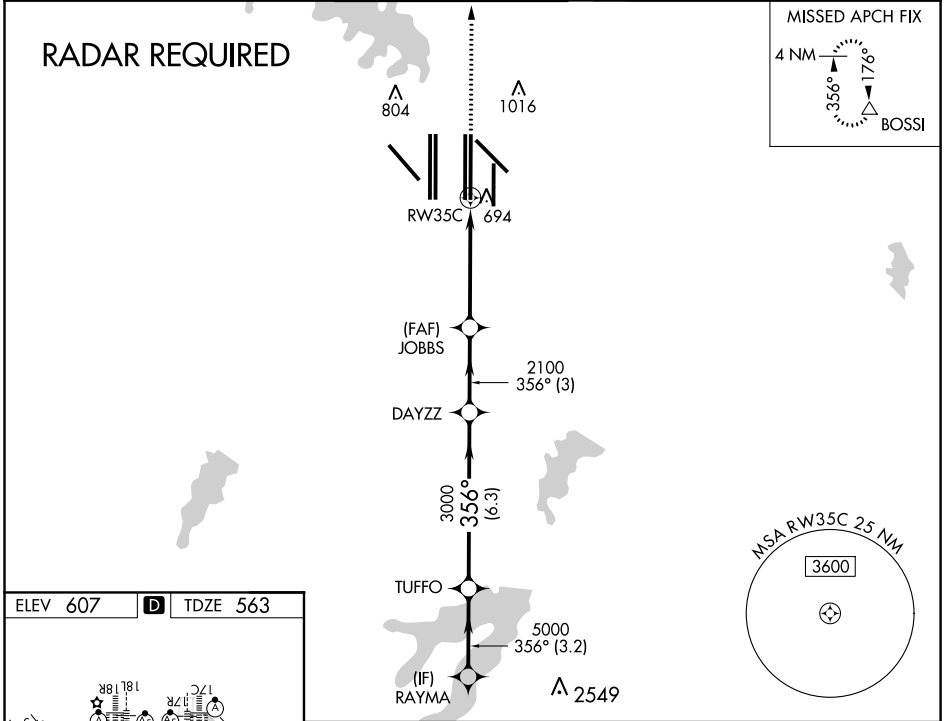 RADAR REQUIRED
MISSED APCH FIX
4 NM
356°
176°
BOSSI
804
1016
RW35C
694
(FAF)
JOBBS
2100
356° (3)
DAYZZ
3000
356°
(6.3)
TUFFO
5000
356° (3.2)
(IF)
RAYMA
2549
MSA RW35C 25 NM
3600
ELEV 607
D
TDZE 563
18R
18L
17R
17C
A
A